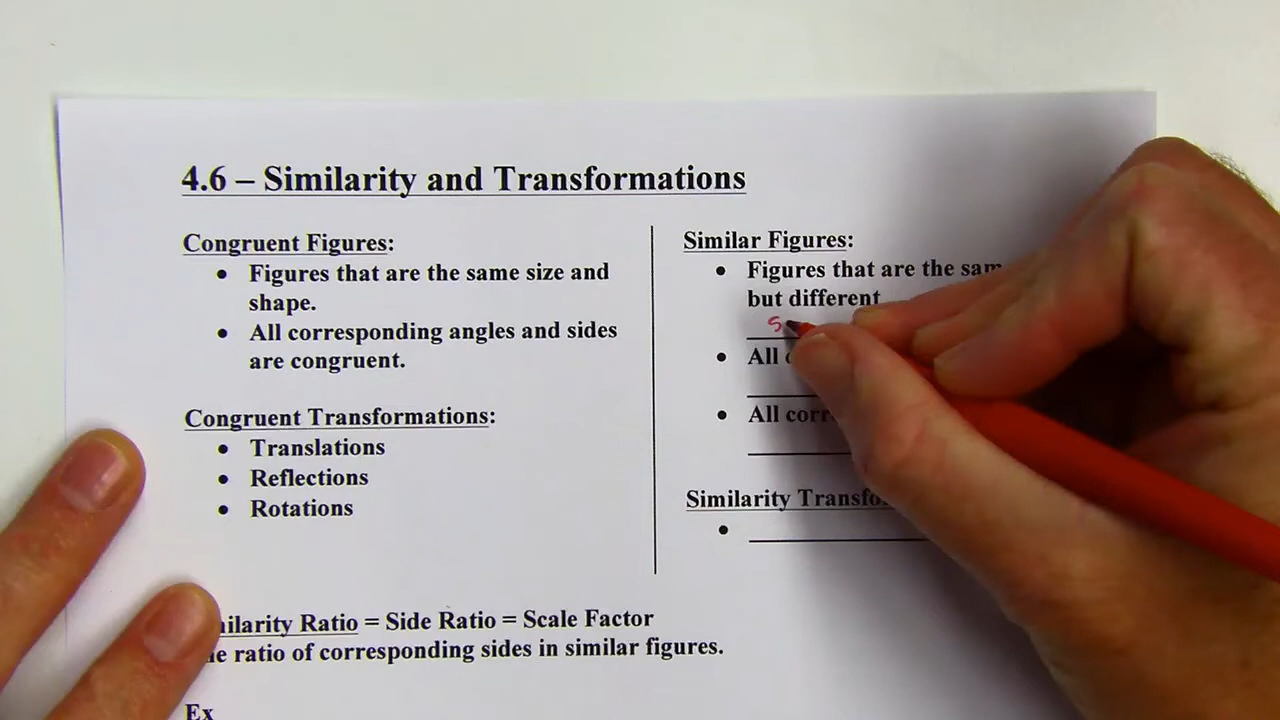 4.6 – Similarity and Transformations
Congruent Figures:
• Figures that are the same size and
shape.
• All corresponding angles and sides
are congruent.
Congruent Transformations:
• Translations
• Reflections
• Rotations
Similar Figures:
• Figures that are the
but different
s
• All
• All
Similarity
•
Ratio = Side Ratio = Scale Factor
ratio of corresponding sides in similar figures.
Ex